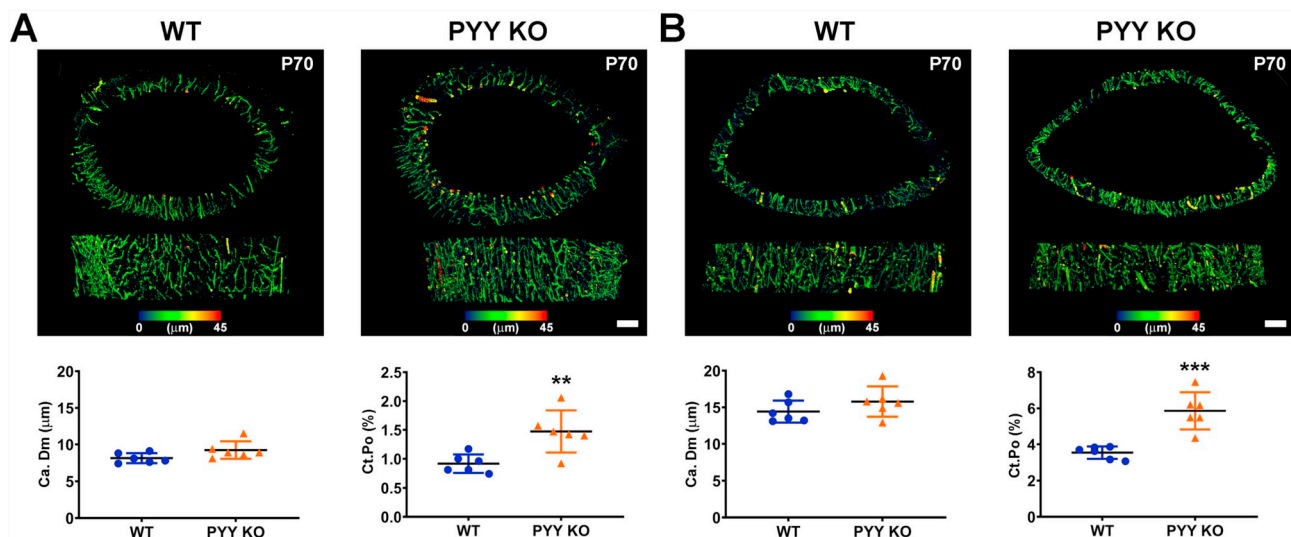 A
WT
PYY KO
B
WT
PYY KO
P70
P70
P70
P70
0 (μm) 45
0 (μm) 45
0 (μm) 45
0 (μm) 45
20
15
10
5
0
Ca. Dm (μm)
WT
PYY KO
2.5
2.0
1.5
1.0
0.5
0.0
Ct.Po (%)
**
WT
PYY KO
20
15
10
5
0
Ca. Dm (μm)
WT
PYY KO
8
6
4
2
0
Ct.Po (%)
***
WT
PYY KO